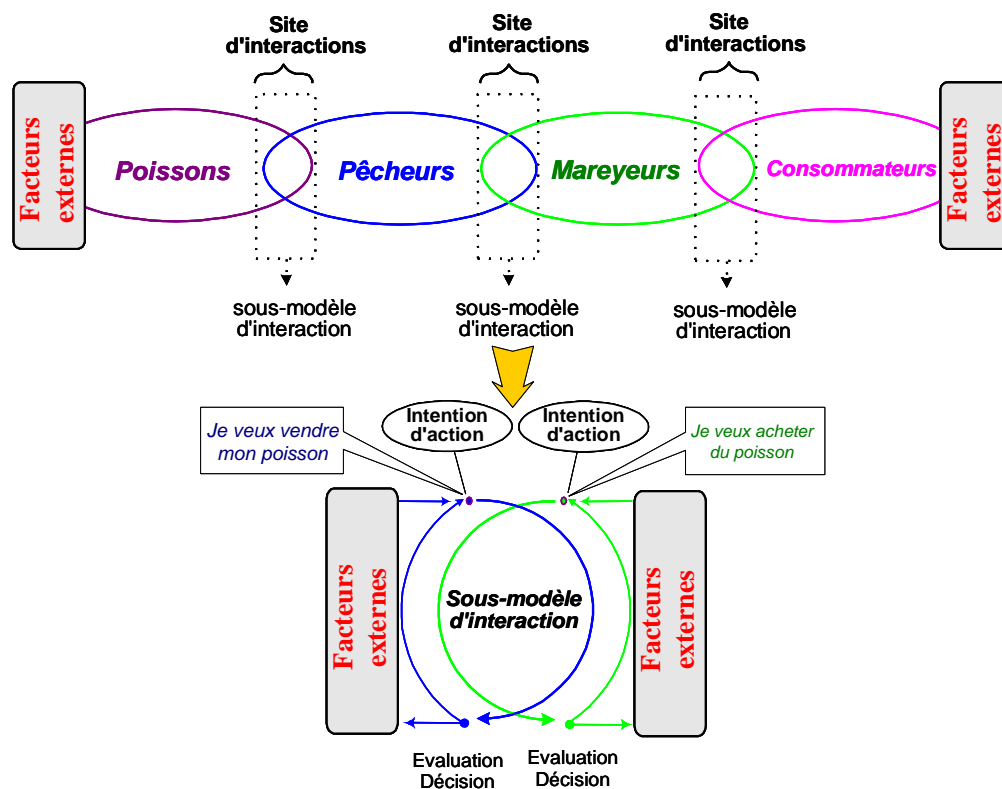 Site
d'interactions
Site
d'interactions
Site
d'interactions
Facteurs
externes
Poissons
Pêcheurs
Mareyeurs
Consommateurs
Facteurs
externes
sous-modèle
d'interaction
sous-modèle
d'interaction
sous-modèle
d'interaction
Intention
d'action
Intention
d'action
Je veux vendre
mon poisson
Je veux acheter
du poisson
Facteurs
externes
Sous-modèle
d'interaction
Facteurs
externes
Evaluation
Décision
Evaluation
Décision